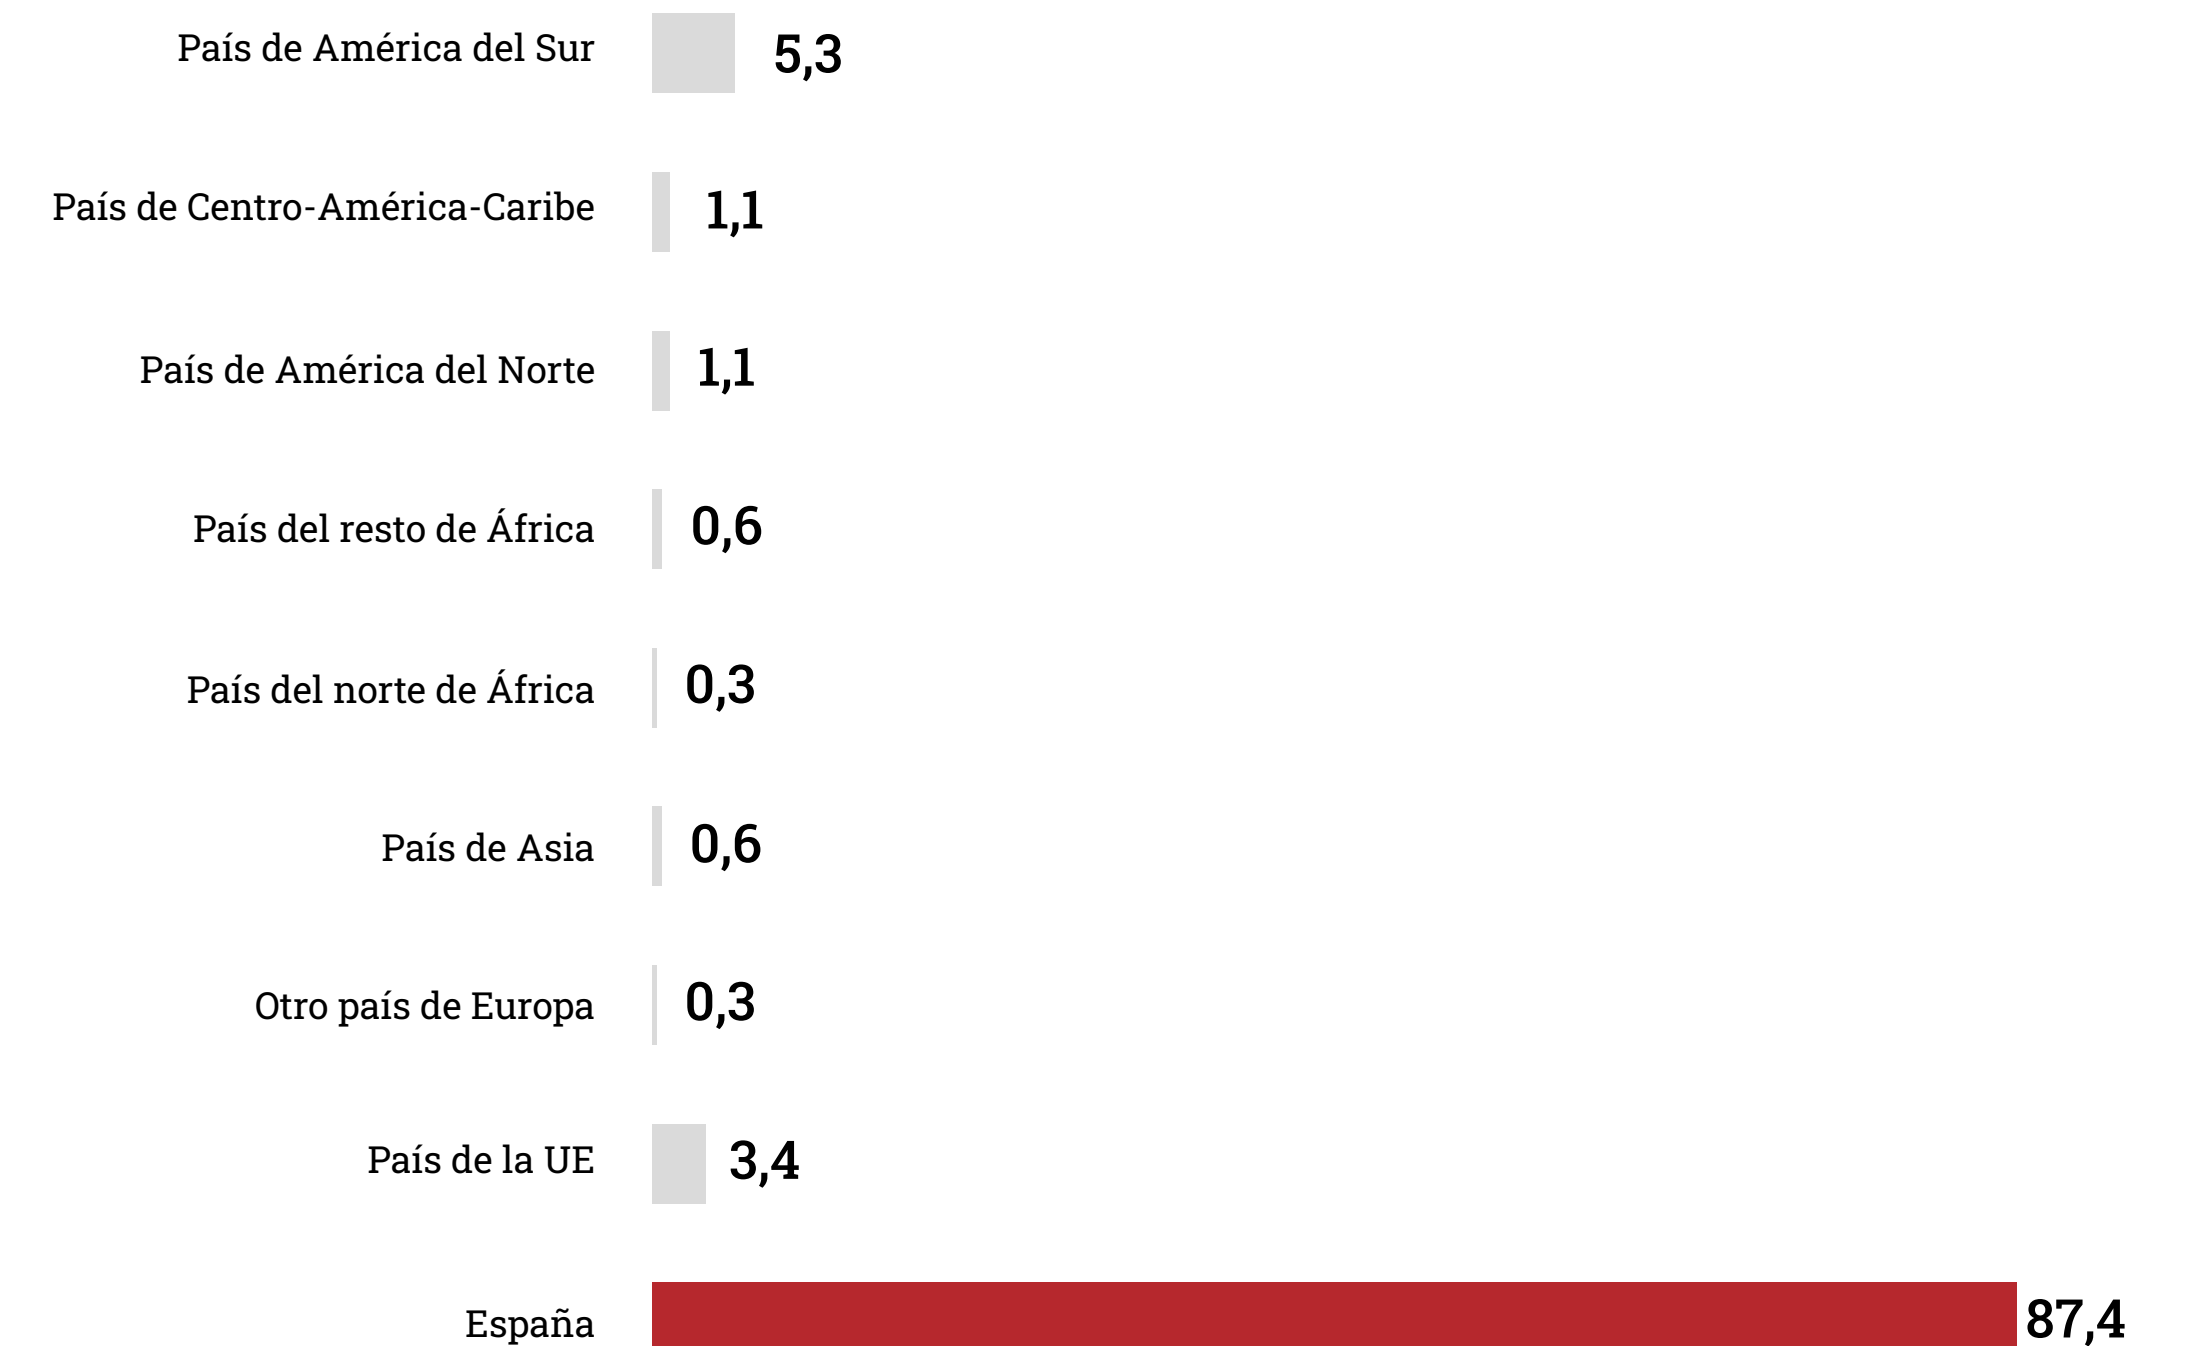 País de América del Sur 5,3
País de Centro-América-Caribe 1,1
País de América del Norte 1,1
País del resto de África 0,6
País del norte de África 0,3
País de Asia 0,6
Otro país de Europa 0,3
País de la UE 3,4
España 87,4